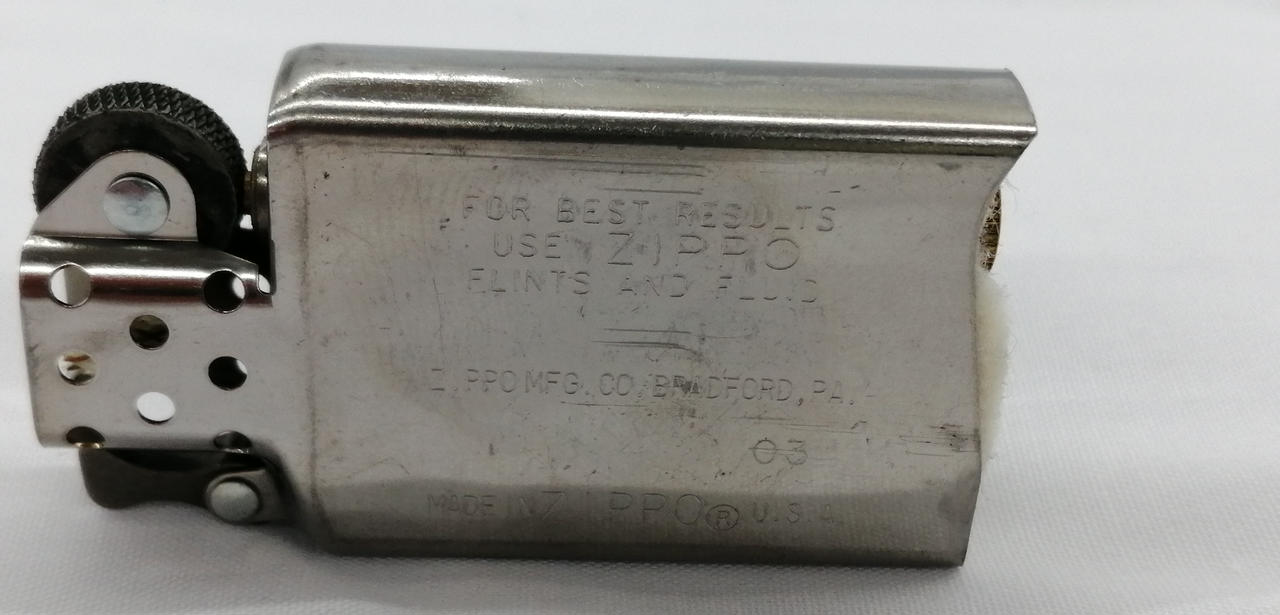 FOR BEST RESULTS
USE ZIPPO
FLINTS AND FLUID
ZIPPO MFG. CO. BRADFORD, PA.
03
MADE IN ZIPPO® U.S.A.